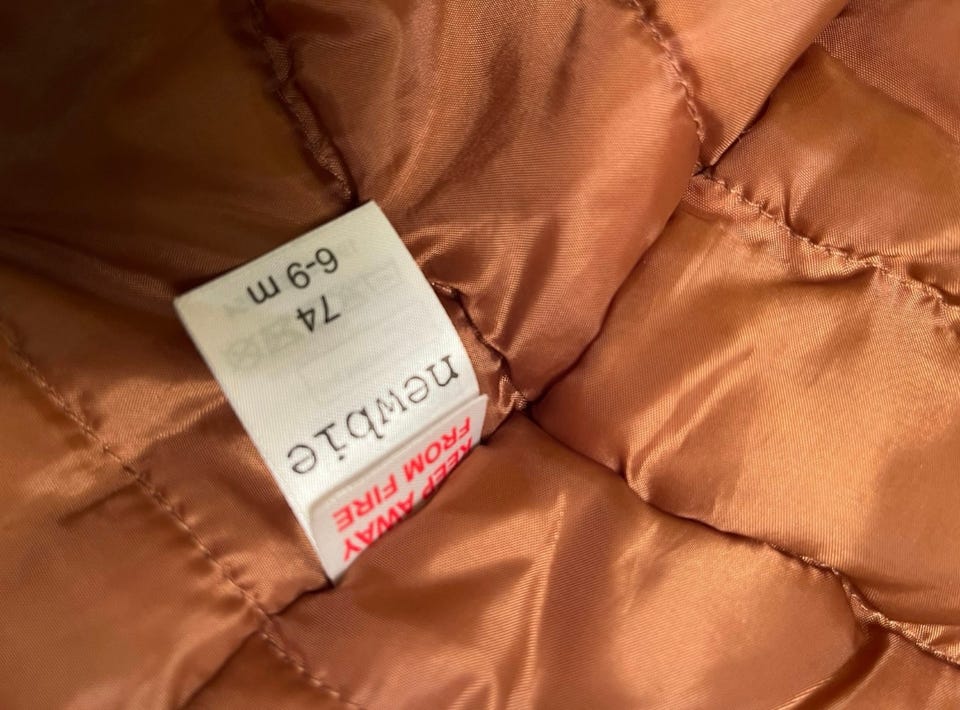 KEEP AWAY
FROM FIRE
newbie
74
6-9 m